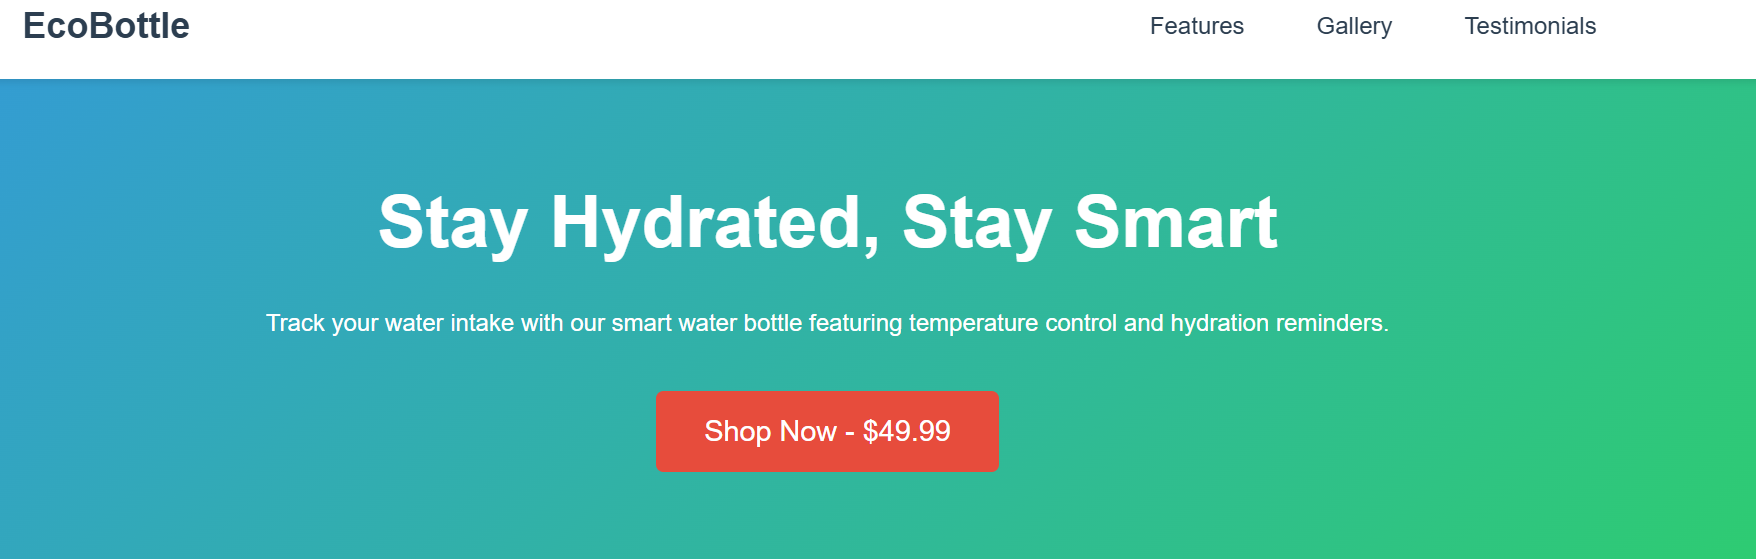 EcoBottle
Features Gallery Testimonials
Stay Hydrated, Stay Smart
Track your water intake with our smart water bottle featuring temperature control and hydration reminders.
Shop Now - $49.99